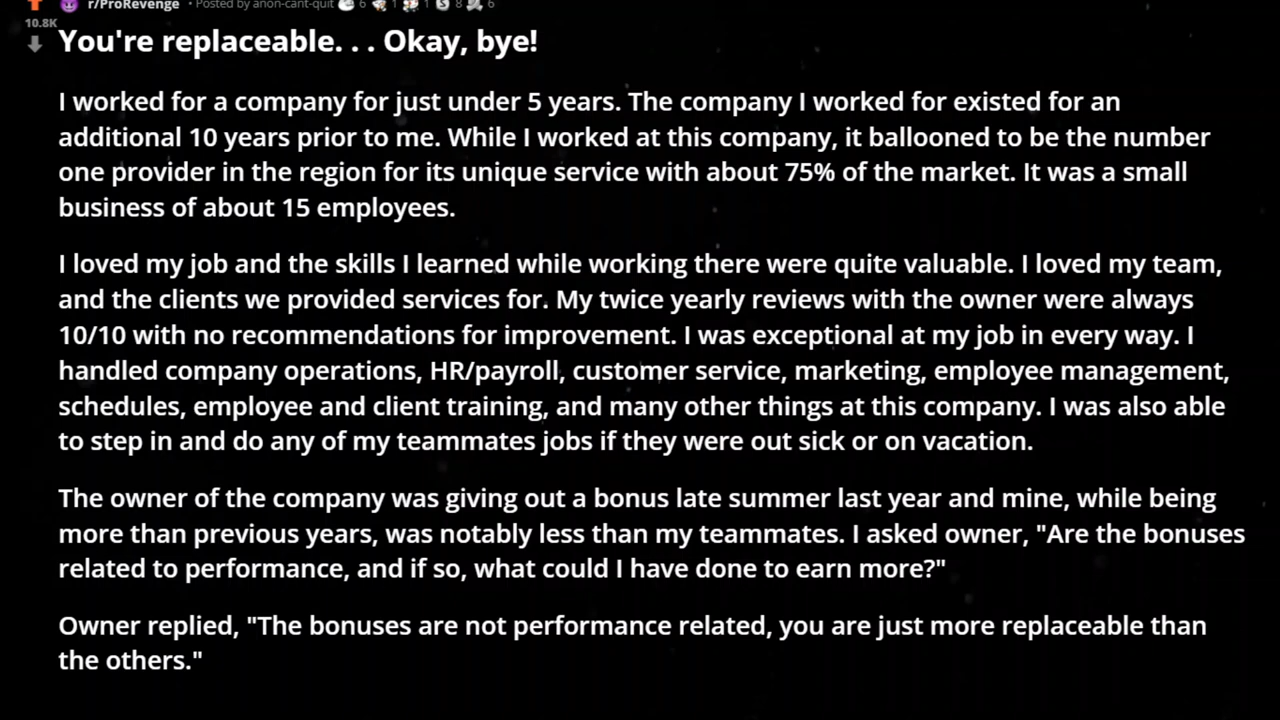 r/ProRevenge • Posted by anon-cant-quit 6 1 1 8 6
10.8K
You're replaceable. . . Okay, bye!
I worked for a company for just under 5 years. The company I worked for existed for an
additional 10 years prior to me. While I worked at this company, it ballooned to be the number
one provider in the region for its unique service with about 75% of the market. It was a small
business of about 15 employees.
I loved my job and the skills I learned while working there were quite valuable. I loved my team,
and the clients we provided services for. My twice yearly reviews with the owner were always
10/10 with no recommendations for improvement. I was exceptional at my job in every way. I
handled company operations, HR/payroll, customer service, marketing, employee management,
schedules, employee and client training, and many other things at this company. I was also able
to step in and do any of my teammates jobs if they were out sick or on vacation.
The owner of the company was giving out a bonus late summer last year and mine, while being
more than previous years, was notably less than my teammates. I asked owner, "Are the bonuses
related to performance, and if so, what could I have done to earn more?"
Owner replied, "The bonuses are not performance related, you are just more replaceable than
the others."